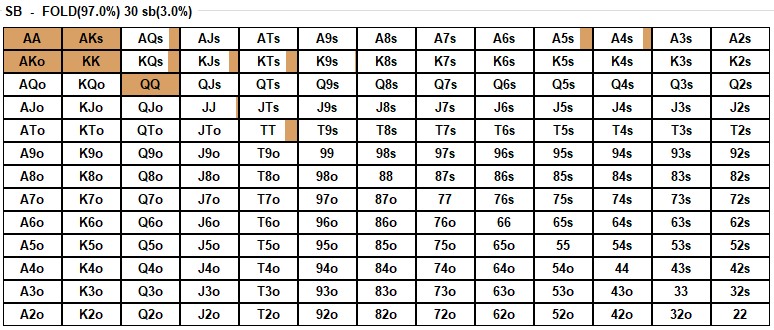 SB - FOLD(97.0%) 30 sb(3.0%)
AA AKs AQs AJs ATs A9s A8s A7s A6s A5s A4s A3s A2s
AKo KK KQs KJs KTs K9s K8s K7s K6s K5s K4s K3s K2s
AQo KQo QQ QJs QTs Q9s Q8s Q7s Q6s Q5s Q4s Q3s Q2s
AJo KJo QJo JJ JTs J9s J8s J7s J6s J5s J4s J3s J2s
ATo KTo QTo JTo TT T9s T8s T7s T6s T5s T4s T3s T2s
A9o K9o Q9o J9o T9o 99 98s 97s 96s 95s 94s 93s 92s
A8o K8o Q8o J8o T8o 98o 88 87s 86s 85s 84s 83s 82s
A7o K7o Q7o J7o T7o 97o 87o 77 76s 75s 74s 73s 72s
A6o K6o Q6o J6o T6o 96o 86o 76o 66 65s 64s 63s 62s
A5o K5o Q5o J5o T5o 95o 85o 75o 65o 55 54s 53s 52s
A4o K4o Q4o J4o T4o 94o 84o 74o 64o 54o 44 43s 42s
A3o K3o Q3o J3o T3o 93o 83o 73o 63o 53o 43o 33 32s
A2o K2o Q2o J2o T2o 92o 82o 72o 62o 52o 42o 32o 22